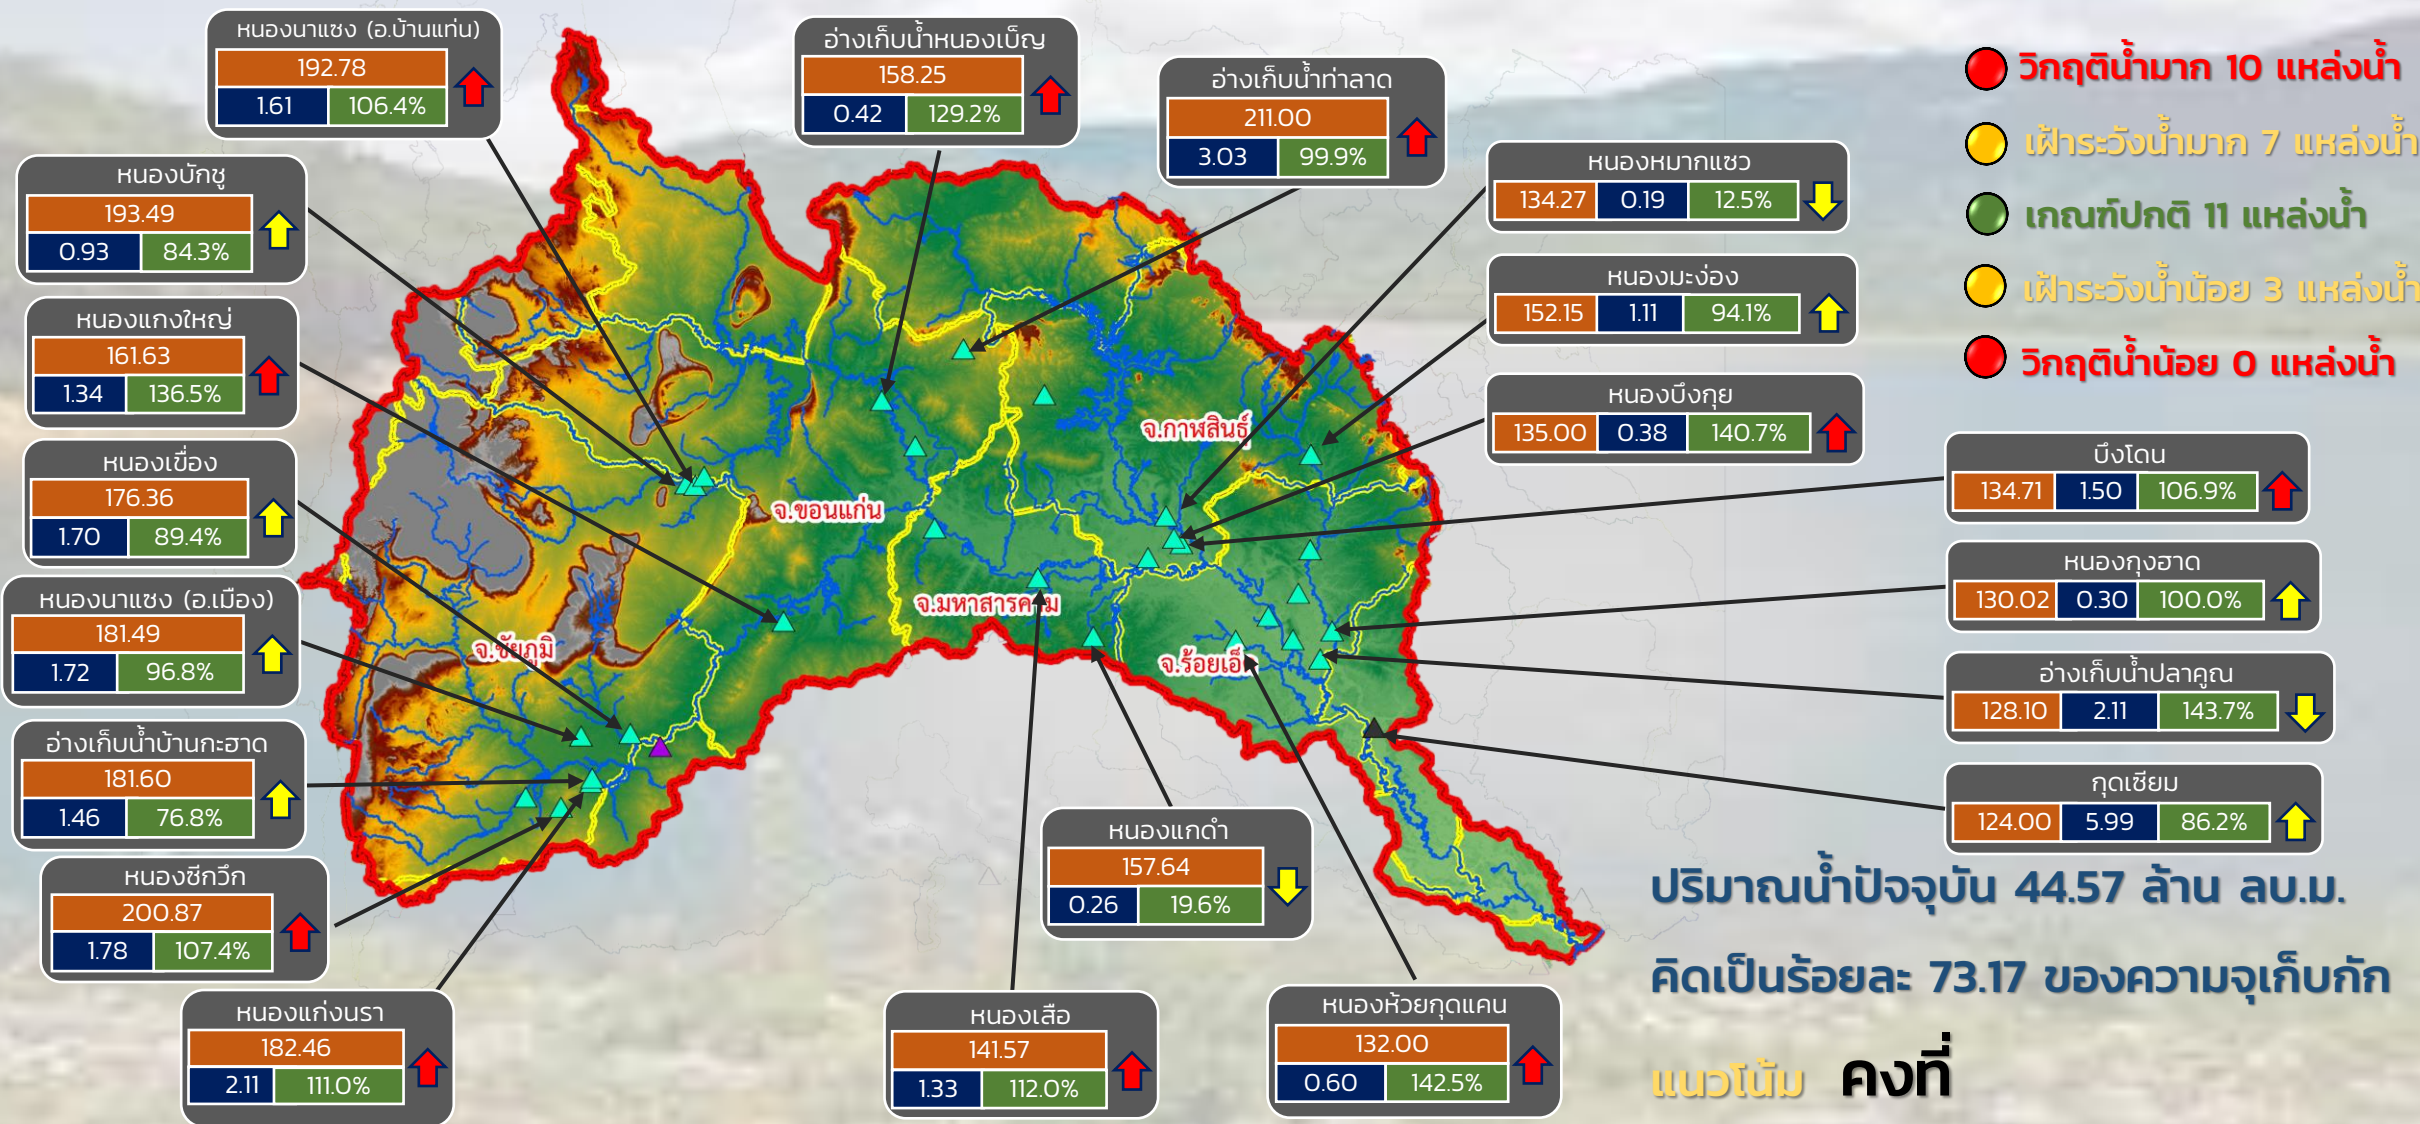 หนองนาแซง (อ.บ้านแท่น)
192.78
1.61 106.4%
อ่างเก็บน้ำหนองเบ็ญ
158.25
0.42 129.2%
อ่างเก็บน้ำท่าลาด
211.00
3.03 99.9%
หนองหมากแซว
134.27 0.19 12.5%
หนองมะง่อง
152.15 1.11 94.1%
หนองบึงกุย
135.00 0.38 140.7%
วิกฤติน้ำมาก 10 แหล่งน้ำ
เฝ้าระวังน้ำมาก 7 แหล่งน้ำ
เกณฑ์ปกติ 11 แหล่งน้ำ
เฝ้าระวังน้ำน้อย 3 แหล่งน้ำ
วิกฤติน้ำน้อย 0 แหล่งน้ำ
หนองบักชู
193.49
0.93 84.3%
หนองแกงใหญ่
161.63
1.34 136.5%
หนองเขื่อง
176.36
1.70 89.4%
หนองนาแซง (อ.เมือง)
181.49
1.72 96.8%
อ่างเก็บน้ำบ้านกะฮาด
181.60
1.46 76.8%
หนองซีกวึก
200.87
1.78 107.4%
หนองแก่งนรา
182.46
2.11 111.0%
จ.กาฬสินธุ์
จ.ขอนแก่น
จ.มหาสารคาม
จ.ชัยภูมิ
จ.ร้อยเอ็
บึงโดน
134.71 1.50 106.9%
หนองกุงฮาด
130.02 0.30 100.0%
อ่างเก็บน้ำปลาคูณ
128.10 2.11 143.7%
กุดเซียม
124.00 5.99 86.2%
หนองแกดำ
157.64
0.26 19.6%
หนองเสือ
141.57
1.33 112.0%
หนองห้วยกุดแคน
132.00
0.60 142.5%
ปริมาณน้ำปัจจุบัน 44.57 ล้าน ลบ.ม.
คิดเป็นร้อยละ 73.17 ของความจุเก็บกัก
แนวโน้ม คงที่